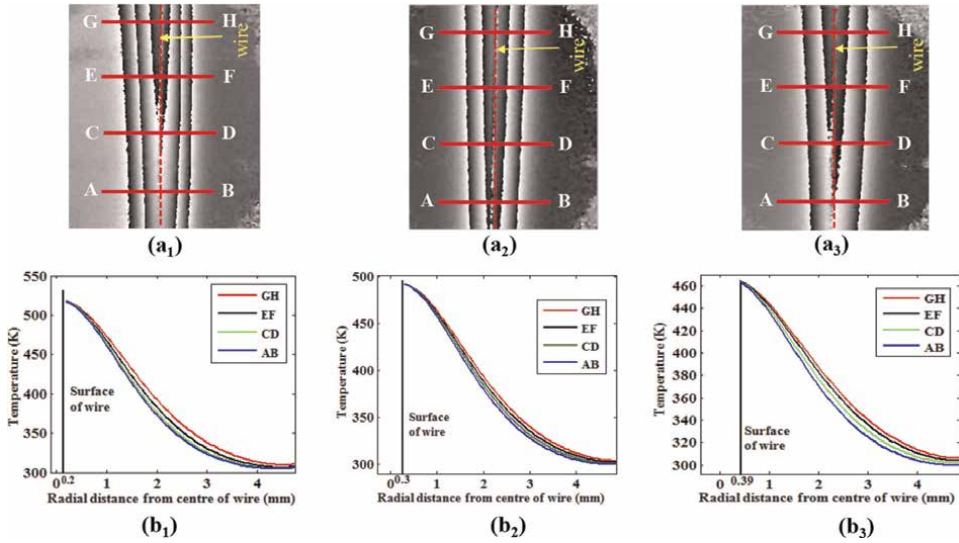 G H
wire
E F
C D
A B
(a1)
G H
wire
E F
C D
A B
(a2)
G H
wire
E F
C D
A B
(a3)
550
500
450
400
350
300
Temperature (K)
GH
EF
CD
AB
Surface
of wire
0 0.2 1 2 3 4
Radial distance from centre of wire (mm)
(b1)
500
450
400
350
300
Temperature (K)
GH
EF
CD
AB
Surface
of wire
0 0.3 1 2 3 4
Radial distance from centre of wire (mm)
(b2)
460
440
420
400
380
360
340
320
300
Temperature (K)
GH
EF
CD
AB
Surface
of wire
0 0.39 1 2 3 4
Radial distance from centre of wire (mm)
(b3)